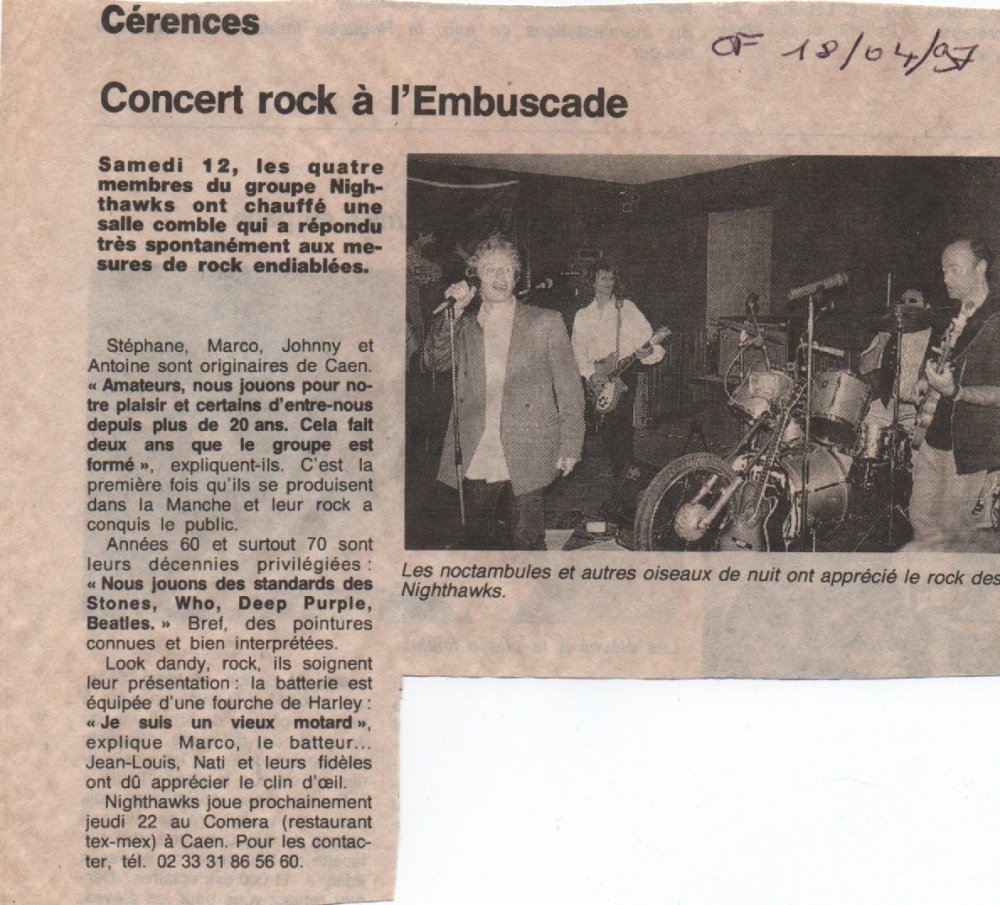 Cérences
OF 18/04/97
Concert rock à l'Embuscade
Samedi 12, les quatre
membres du groupe Nigh-
thawks ont chauffé une
salle comble qui a répondu
très spontanément aux me-
sures de rock endiablées.
Stéphane, Marco, Johnny et
Antoine sont originaires de Caen.
« Amateurs, nous jouons pour no-
tre plaisir et certains d'entre-nous
depuis plus de 20 ans. Cela fait
deux ans que le groupe est
formé », expliquent-ils. C'est la
première fois qu'ils se produisent
dans la Manche et leur rock a
conquis le public.
Années 60 et surtout 70 sont
leurs décennies privilégiées :
« Nous jouons des standards des
Stones, Who, Deep Purple,
Beatles. » Bref, des pointures
connues et bien interprétées.
Look dandy, rock, ils soignent
leur présentation : la batterie est
équipée d'une fourche de Harley :
« Je suis un vieux motard »,
explique Marco, le batteur...
Jean-Louis, Nati et leurs fidèles
ont dû apprécier le clin d'œil.
Nighthawks joue prochainement
jeudi 22 au Comera (restaurant
tex-mex) à Caen. Pour les contac-
ter, tél. 02 33 31 86 56 60.
Les noctambules et autres oiseaux de nuit ont apprécié le rock des
Nighthawks.